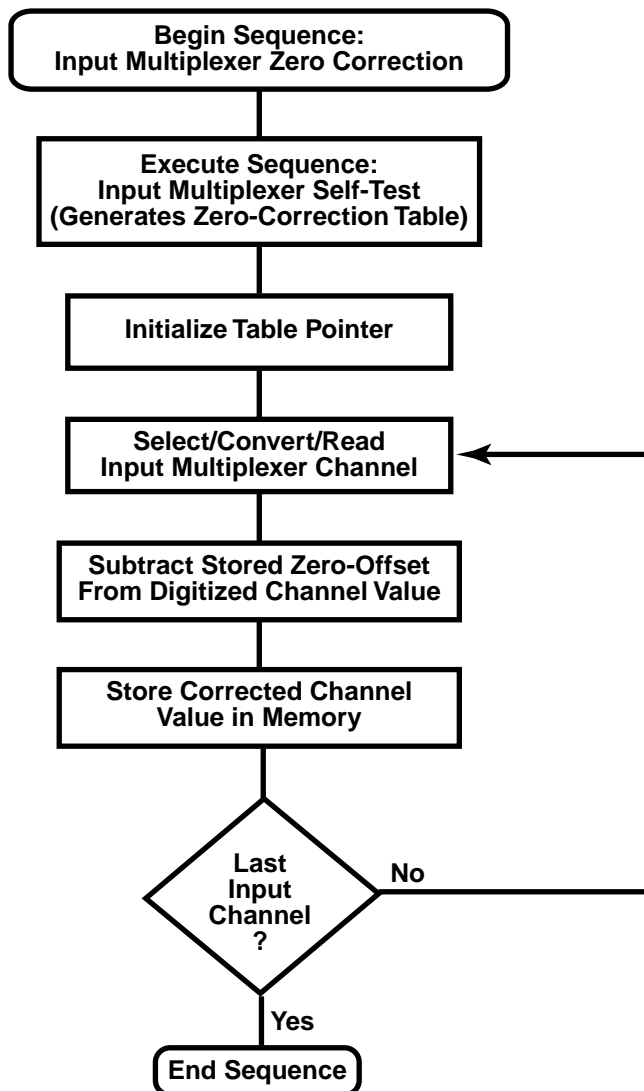 Begin Sequence:
Input Multiplexer Zero Correction
Execute Sequence:
Input Multiplexer Self-Test
(Generates Zero-Correction Table)
Initialize Table Pointer
Select/Convert/Read
Input Multiplexer Channel
Subtract Stored Zero-Offset
From Digitized Channel Value
Store Corrected Channel
Value in Memory
Last
Input
Channel
?
No
Yes
End Sequence